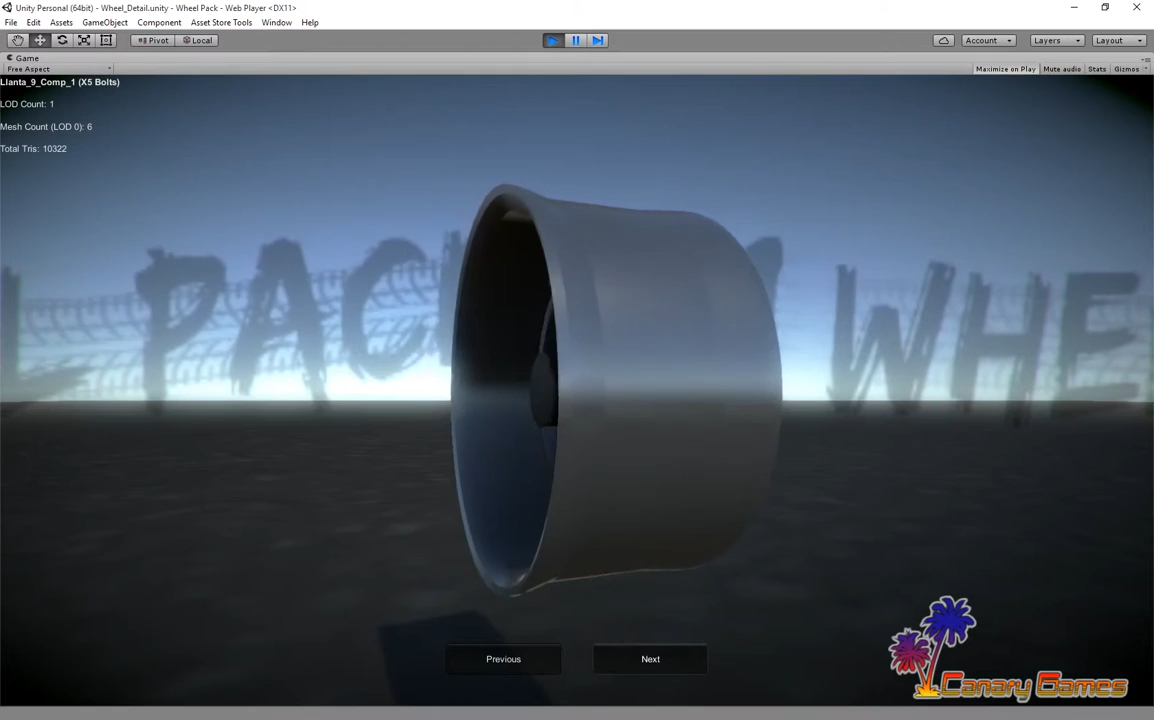 Unity Personal (64bit) - Wheel_Detail.unity - Wheel Pack - Web Player <DX11>
File Edit Assets GameObject Component Asset Store Tools Window Help
Pivot Local Account Layers Layout
Game
Free Aspect Maximize on Play Mute audio Stats Gizmos
Llanta_9_Comp_1 (X5 Bolts)
LOD Count: 1
Mesh Count (LOD 0): 6
Total Tris: 10322
PAC WHE
Previous Next
Canary Games